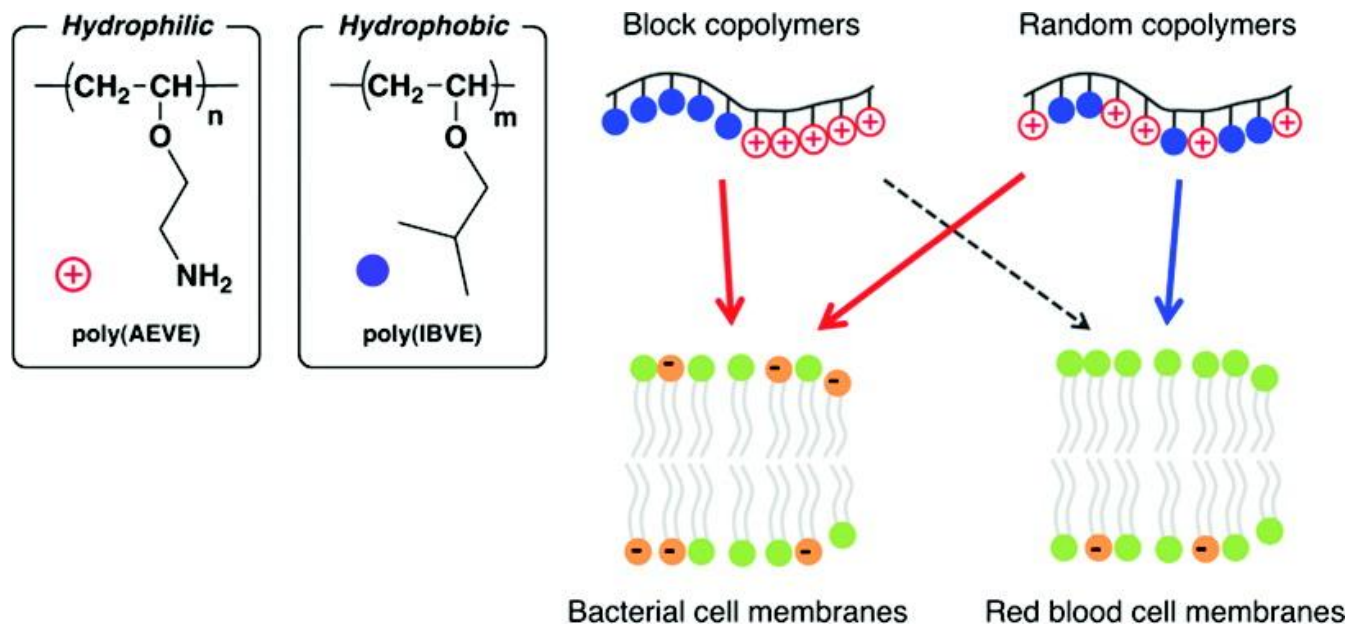 Hydrophilic
CH2-CH
n
O
NH2
+
poly(AEVE)
Hydrophobic
CH2-CH
m
O
poly(IBVE)
Block copolymers
+ + + + +
Random copolymers
+ + + + +
- - -
- - -
Bacterial cell membranes
- -
Red blood cell membranes